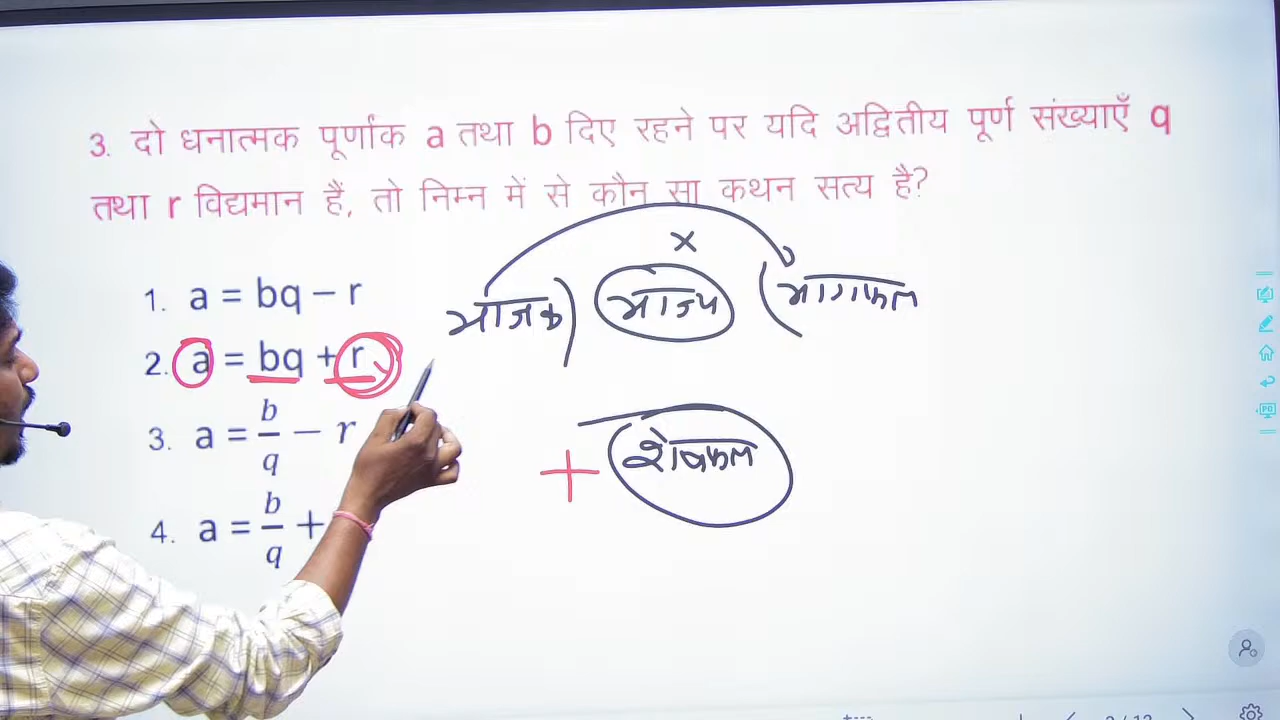 3. दो धनात्मक पूर्णांक a तथा b दिए रहने पर यदि अद्वितीय पूर्ण संख्याएँ q
तथा r विद्यमान हैं, तो निम्न में से कौन सा कथन सत्य है?
1. a = bq − r
2. a = bq + r
3. a = b/q − r
4. a = b/q +
×
भाजक) भाज्य (भागफल
+ शेषफल